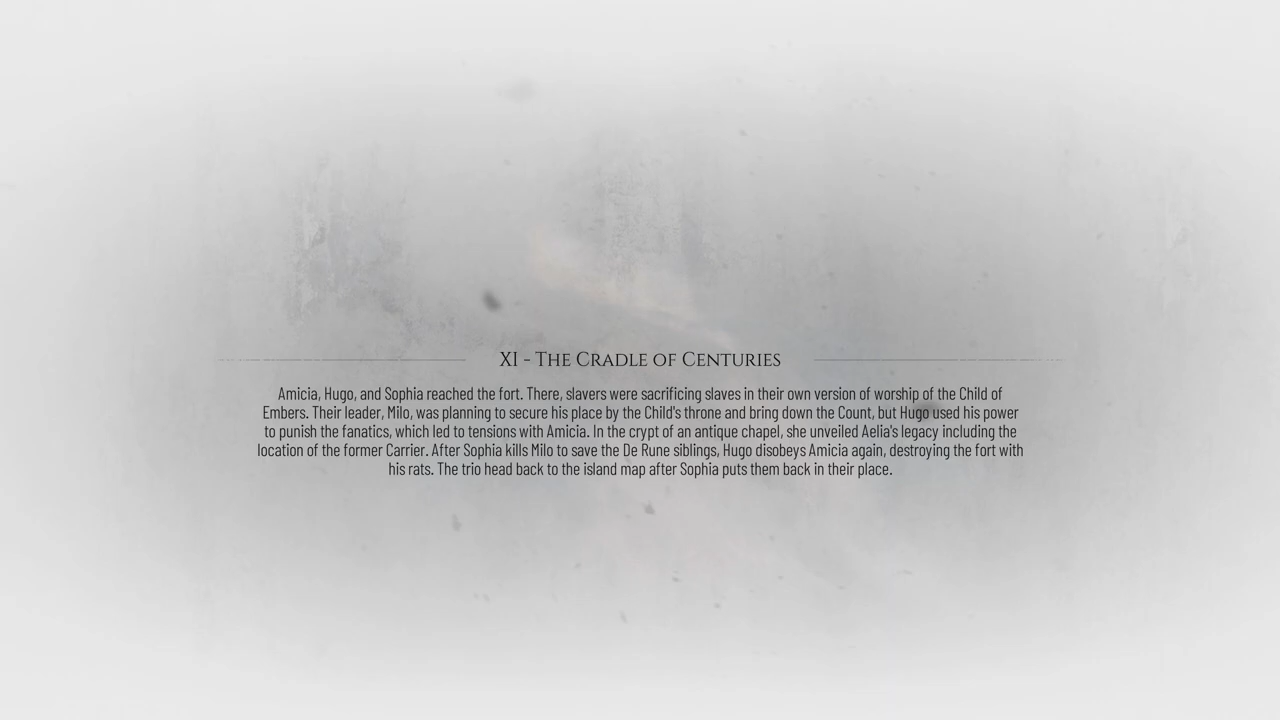 XI - The Cradle of Centuries
Amicia, Hugo, and Sophia reached the fort. There, slavers were sacrificing slaves in their own version of worship of the Child of
Embers. Their leader, Milo, was planning to secure his place by the Child's throne and bring down the Count, but Hugo used his power
to punish the fanatics, which led to tensions with Amicia. In the crypt of an antique chapel, she unveiled Aelia's legacy including the
location of the former Carrier. After Sophia kills Milo to save the De Rune siblings, Hugo disobeys Amicia again, destroying the fort with
his rats. The trio head back to the island map after Sophia puts them back in their place.